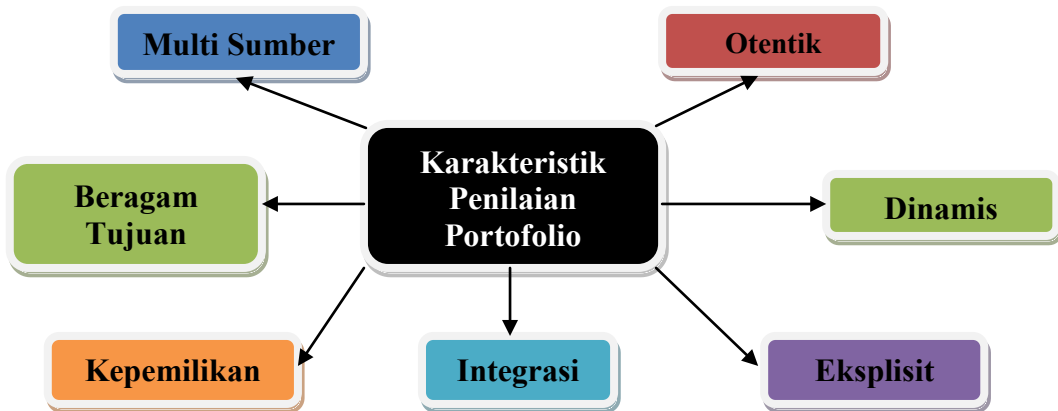 Multi Sumber
Otentik
Karakteristik
Penilaian
Portofolio
Beragam
Tujuan
Dinamis
Kepemilikan
Integrasi
Eksplisit